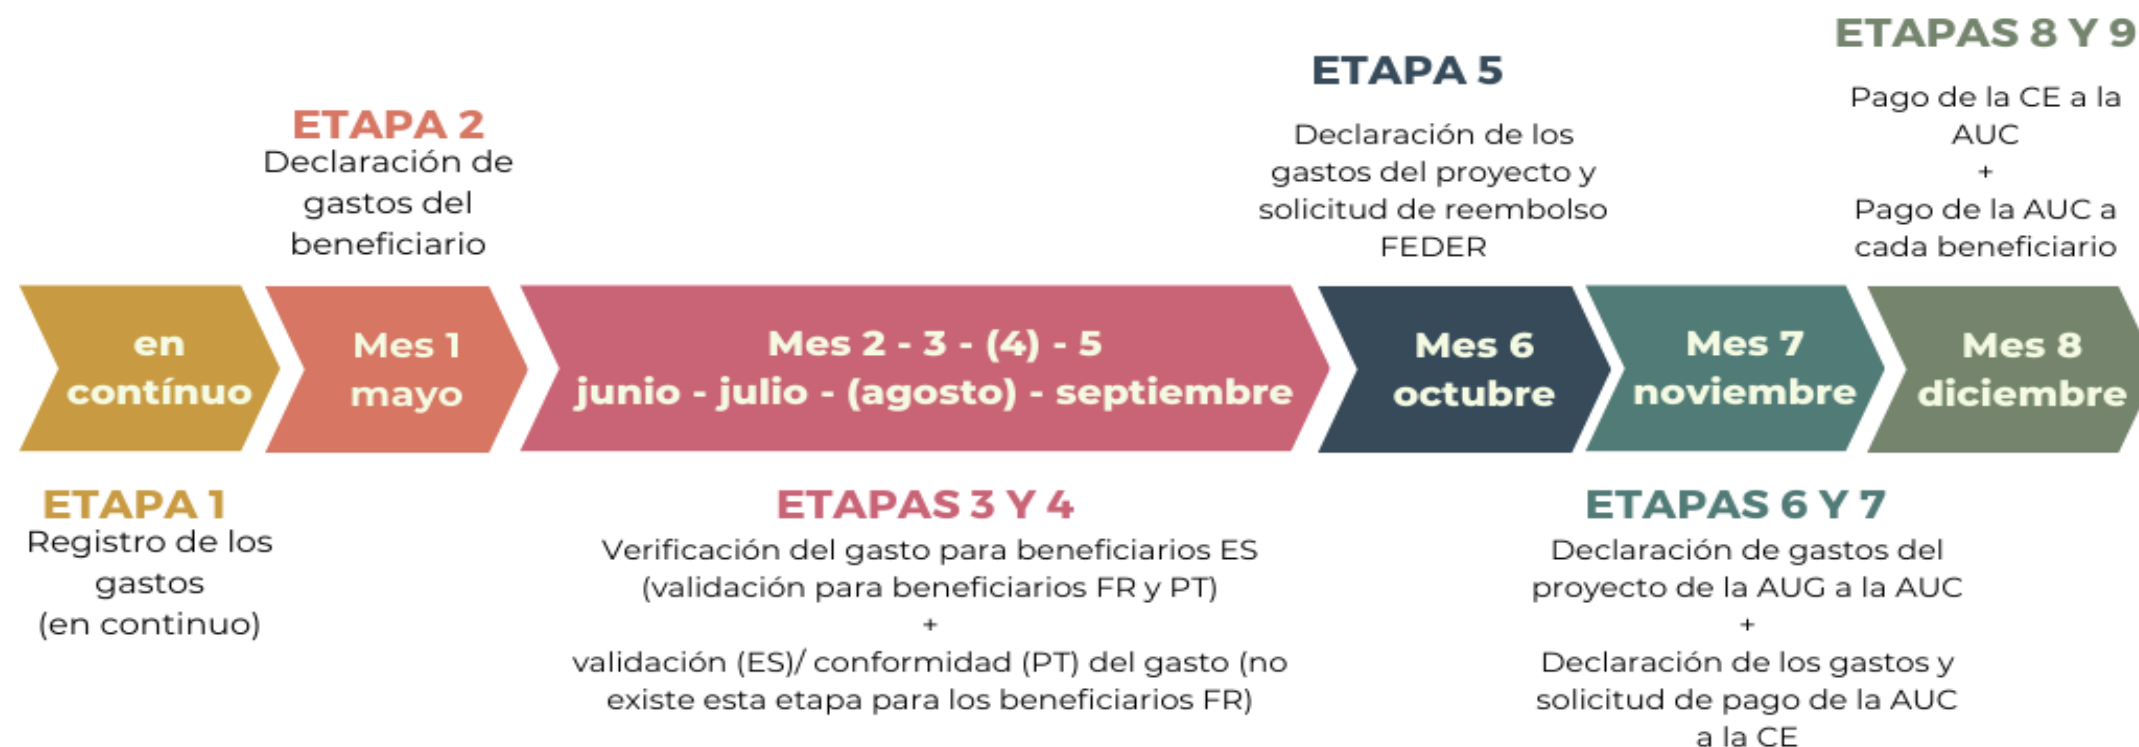 ETAPA 1
Registro de los
gastos
(en continuo)
en
contínuo
ETAPA 2
Declaración de
gastos del
beneficiario
Mes 1
mayo
Mes 2 - 3 - (4) - 5
junio - julio - (agosto) - septiembre
ETAPAS 3 Y 4
Verificación del gasto para beneficiarios ES
(validación para beneficiarios FR y PT)
+
validación (ES)/ conformidad (PT) del gasto (no
existe esta etapa para los beneficiarios FR)
ETAPA 5
Declaración de los
gastos del proyecto y
solicitud de reembolso
FEDER
Mes 6
octubre
Mes 7
noviembre
ETAPAS 6 Y 7
Declaración de gastos del
proyecto de la AUG a la AUC
+
Declaración de los gastos y
solicitud de pago de la AUC
a la CE
ETAPAS 8 Y 9
Pago de la CE a la
AUC
+
Pago de la AUC a
cada beneficiario
Mes 8
diciembre